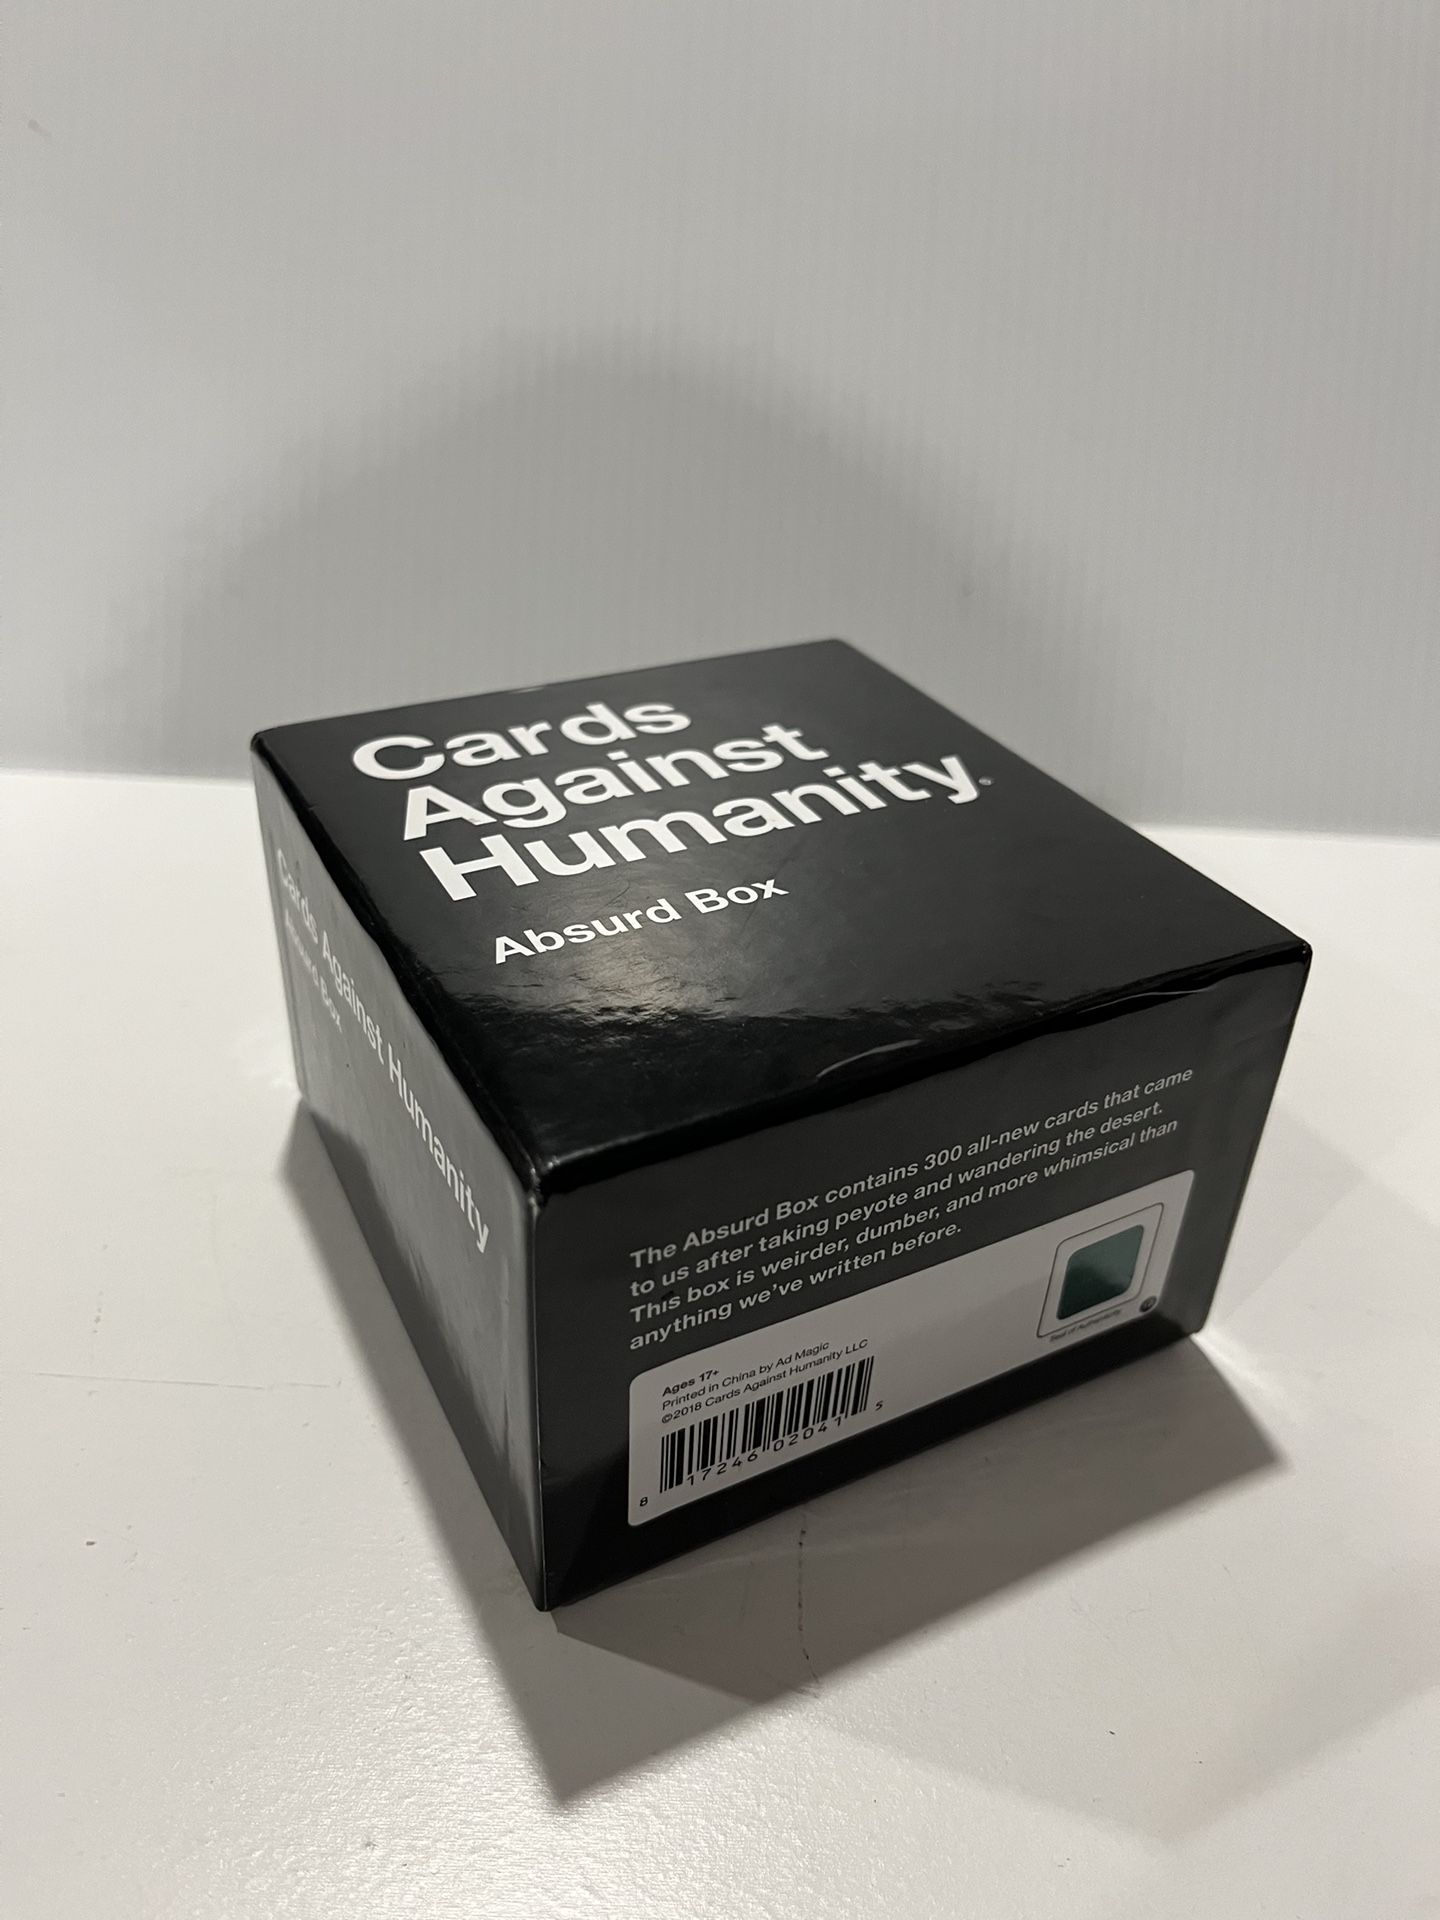 Cards
Against
Humanity
Absurd Box
Cards Against Humanity
Absurd Box
The Absurd Box contains 300 all-new cards that came
to us after taking peyote and wandering the desert.
This box is weirder, dumber, and more whimsical than
anything we've written before.
Ages 17+
Printed in China by Ad Magic
©2018 Cards Against Humanity LLC
8 17246 02041 5
Seal of Authenticity